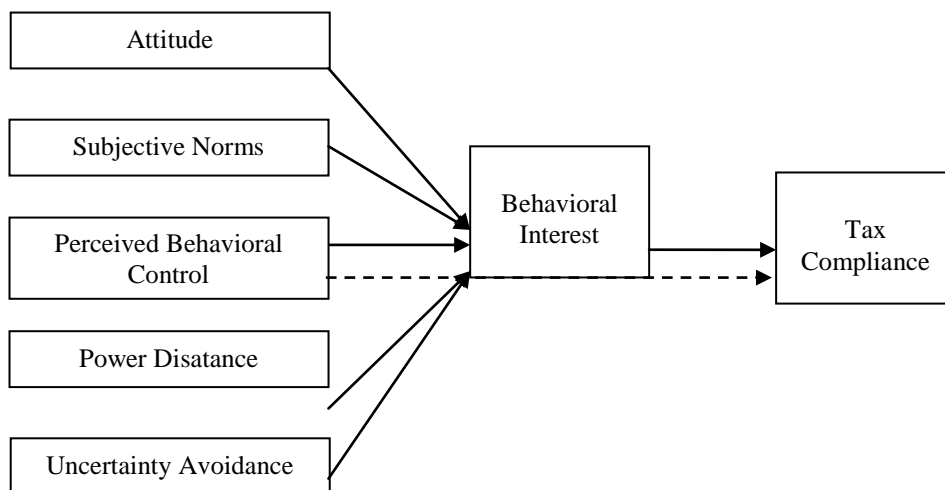 Attitude
Subjective Norms
Perceived Behavioral
Control
Power Disatance
Uncertainty Avoidance
Behavioral
Interest
Tax
Compliance